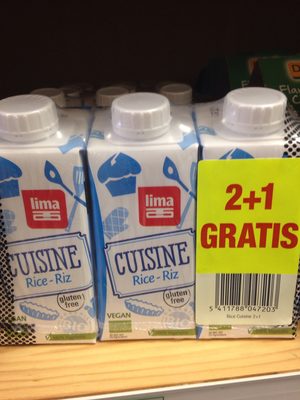 lima
CUISINE
Rice - Riz
gluten
free
VEGAN
lima
CUISINE
Rice - Riz
gluten
free
VEGAN
2+1
GRATIS
5 411788 047203
Rice Cuisine 2+1